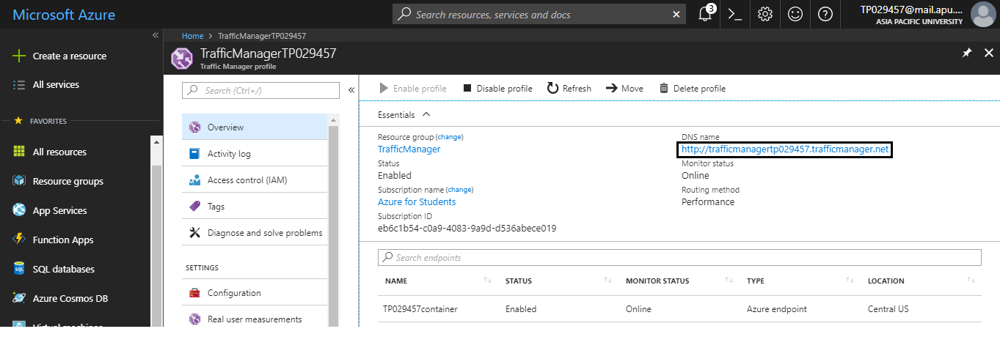 Microsoft Azure
Search resources, services and docs
3
TP029457@mail.apu....
ASIA PACIFIC UNIVERSITY
Home > TrafficManagerTP029457
TrafficManagerTP029457
Traffic Manager profile
Create a resource
All services
FAVORITES
All resources
Resource groups
App Services
Function Apps
SQL databases
Azure Cosmos DB
Virtual machines
Search (Ctrl+/)
Overview
Activity log
Access control (IAM)
Tags
Diagnose and solve problems
SETTINGS
Configuration
Real user measurements
Enable profile
Disable profile
Refresh
Move
Delete profile
Essentials
Resource group (change)
TrafficManager
Status
Enabled
Subscription name (change)
Azure for Students
Subscription ID
eb6c1b54-c0a9-4083-9a9d-d536abece019
DNS name
http://trafficmanagertp029457.trafficmanager.net
Monitor status
Online
Routing method
Performance
Search endpoints
NAME STATUS MONITOR STATUS TYPE LOCATION
TP029457container Enabled Online Azure endpoint Central US